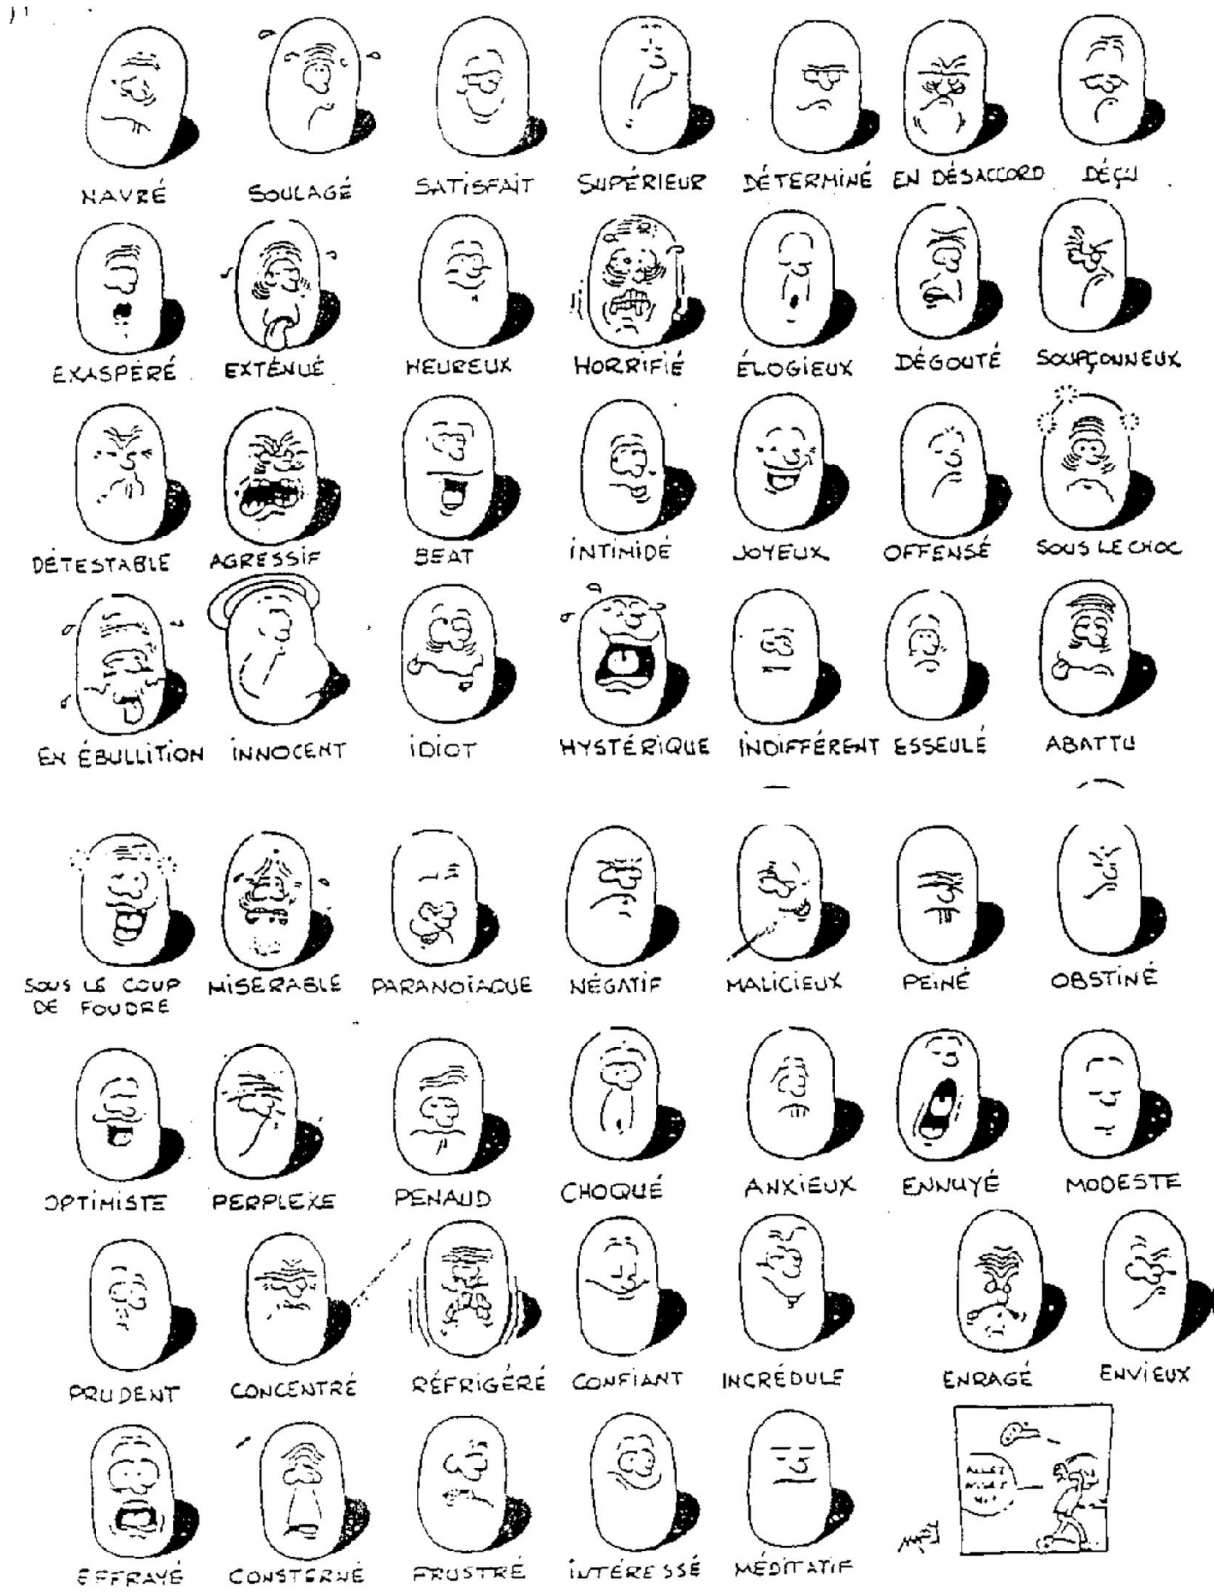 NAVRÉ SOULAGÉ SATISFAIT SUPÉRIEUR DÉTERMINÉ EN DÉSACCORD DÉÇU
EXASPÉRÉ EXTÉNUÉ HEUREUX HORRIFIÉ ÉLOGIEUX DÉGOUTÉ SOUPÇONNEUX
DÉTESTABLE AGRESSIF BEAT INTIMIDÉ JOYEUX OFFENSÉ SOUS LE CHOC
EN ÉBULLITION INNOCENT IDIOT HYSTÉRIQUE INDIFFÉRENT ESSEULÉ ABATTU
SOUS LE COUP MISERABLE PARANOÏAQUE NÉGATIF MALICIEUX PEINÉ OBSTINÉ
DE FOUDRE
OPTIMISTE PERPLEXE PENAUD CHOQUÉ ANXIEUX ENNUYÉ MODESTE
PRUDENT CONCENTRÉ RÉFRIGÉRÉ CONFIANT INCRÉDULE ENRAGÉ ENVIEUX
EFFRAYÉ CONSTERNÉ FRUSTRÉ INTÉRESSÉ MÉDITATIF